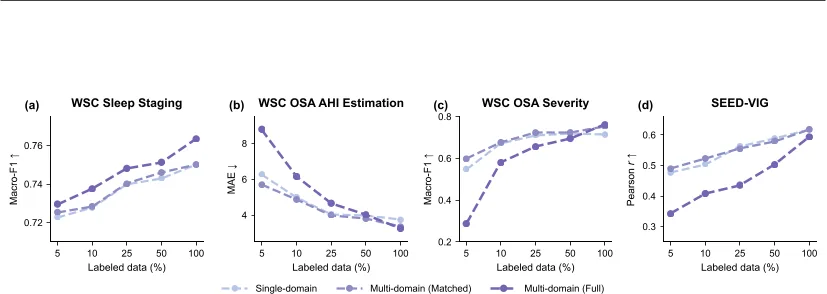 (a) WSC Sleep Staging
Macro-F1 ↑
0.76
0.74
0.72
5 10 25 50 100
Labeled data (%)
(b) WSC OSA AHI Estimation
MAE ↓
8
6
4
5 10 25 50 100
Labeled data (%)
(c) WSC OSA Severity
Macro-F1 ↑
0.8
0.6
0.4
0.2
5 10 25 50 100
Labeled data (%)
(d) SEED-VIG
Pearson r ↑
0.6
0.5
0.4
0.3
5 10 25 50 100
Labeled data (%)
Single-domain Multi-domain (Matched) Multi-domain (Full)